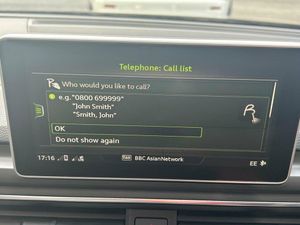 Telephone: Call list
Who would you like to call?
e.g. "0800 699999"
"John Smith"
"Smith, John"
OK
Do not show again
17:16
BBC AsianNetwork
EE